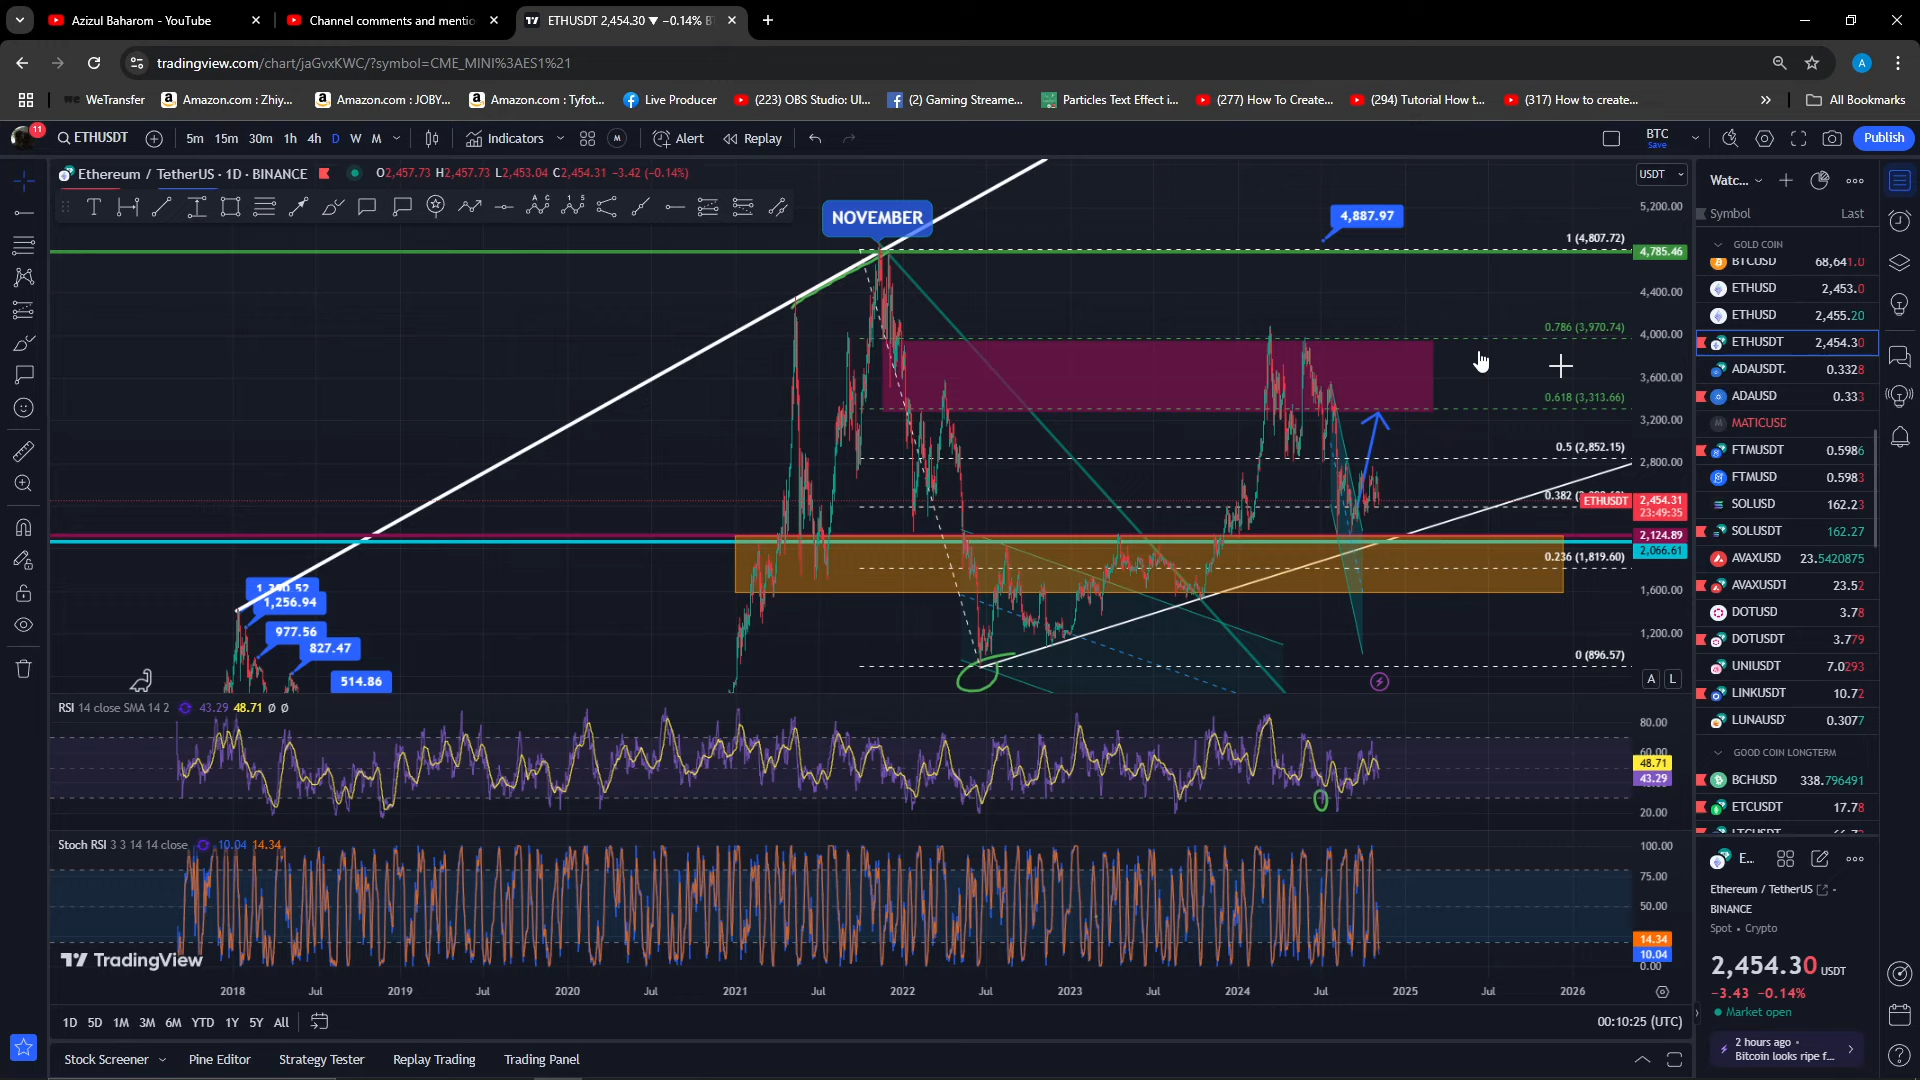 Azizul Baharom - YouTube
Channel comments and mentio
ETHUSDT 2,454.30 ▼ −0.14% B
tradingview.com/chart/jaGvxKWC/?symbol=CME_MINI%3AES1%21
A
WeTransfer
Amazon.com : Zhiy...
Amazon.com : JOBY...
Amazon.com : Tyfot...
Live Producer
(223) OBS Studio: Ul...
(2) Gaming Streame...
Particles Text Effect i...
(277) How To Create...
(294) Tutorial How t...
(317) How to create...
All Bookmarks
11
ETHUSDT
5m 15m 30m 1h 4h D W M
Indicators
M
Alert
Replay
BTC
Save
Publish
Ethereum / TetherUS · 1D · BINANCE
O2,457.73 H2,457.73 L2,453.04 C2,454.31 −3.42 (−0.14%)
USDT
NOVEMBER
4,887.97
1 (4,807.72)
0.786 (3,970.74)
0.618 (3,313.66)
0.5 (2,852.15)
0.236 (1,819.60)
0 (896.57)
5,200.00
4,785.46
4,400.00
4,000.00
3,600.00
3,200.00
2,800.00
ETHUSDT 2,454.31
23:49:35
2,124.89
2,066.61
1,600.00
1,200.00
A L
1,256.94
977.56
827.47
514.86
RSI 14 close SMA 14 2 43.29 48.71 Ø Ø
80.00
60.00
48.71
43.29
20.00
Stoch RSI 3 3 14 14 close 10.04 14.34
100.00
75.00
50.00
14.34
10.04
0.00
TradingView
2018 Jul 2019 Jul 2020 Jul 2021 Jul 2022 Jul 2023 Jul 2024 Jul 2025 Jul 2026
1D 5D 1M 3M 6M YTD 1Y 5Y All
00:10:25 (UTC)
Stock Screener
Pine Editor
Strategy Tester
Replay Trading
Trading Panel
Watc...
Symbol Last
GOLD COIN
BTCUSD 68,641.0
ETHUSD 2,453.0
ETHUSD 2,455.20
ETHUSDT 2,454.30
ADAUSDT. 0.3328
ADAUSD 0.333
MATICUSD
FTMUSDT 0.5986
FTMUSD 0.5983
SOLUSD 162.23
SOLUSDT 162.27
AVAXUSD 23.5420875
AVAXUSDT 23.52
DOTUSD 3.78
DOTUSDT 3.779
UNIUSDT 7.0293
LINKUSDT 10.72
LUNAUSD 0.3077
GOOD COIN LONGTERM
BCHUSD 338.796491
ETCUSDT 17.78
E...
Ethereum / TetherUS
BINANCE
Spot • Crypto
2,454.30 USDT
−3.43 −0.14%
Market open
2 hours ago •
Bitcoin looks ripe f...